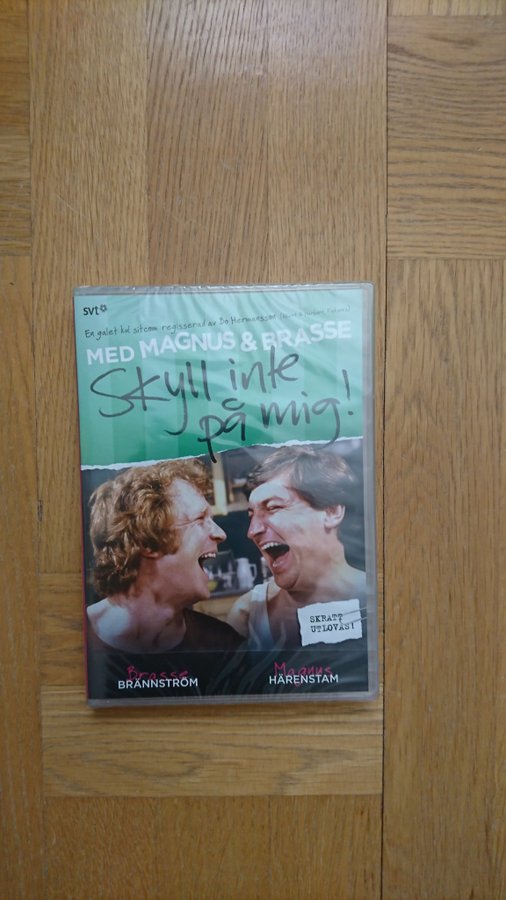 svt
En galet kul sitcom regisserad av Bo Hermansson
MED MAGNUS & BRASSE
Skyll inte
på mig!
SKRATT
UTLOVAS!
Brasse Magnus
BRÄNNSTRÖM HÄRENSTAM